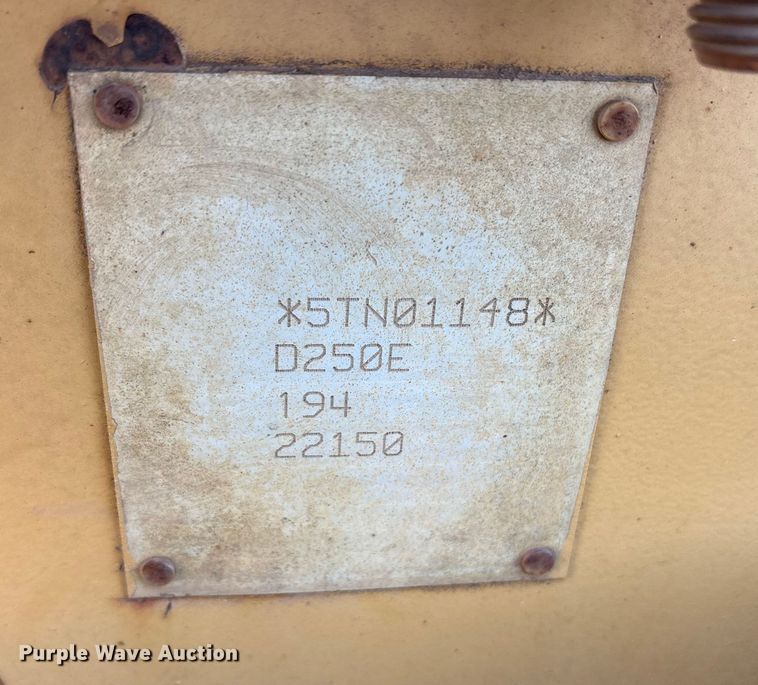 *5TN01148*
D250E
194
22150
Purple Wave Auction